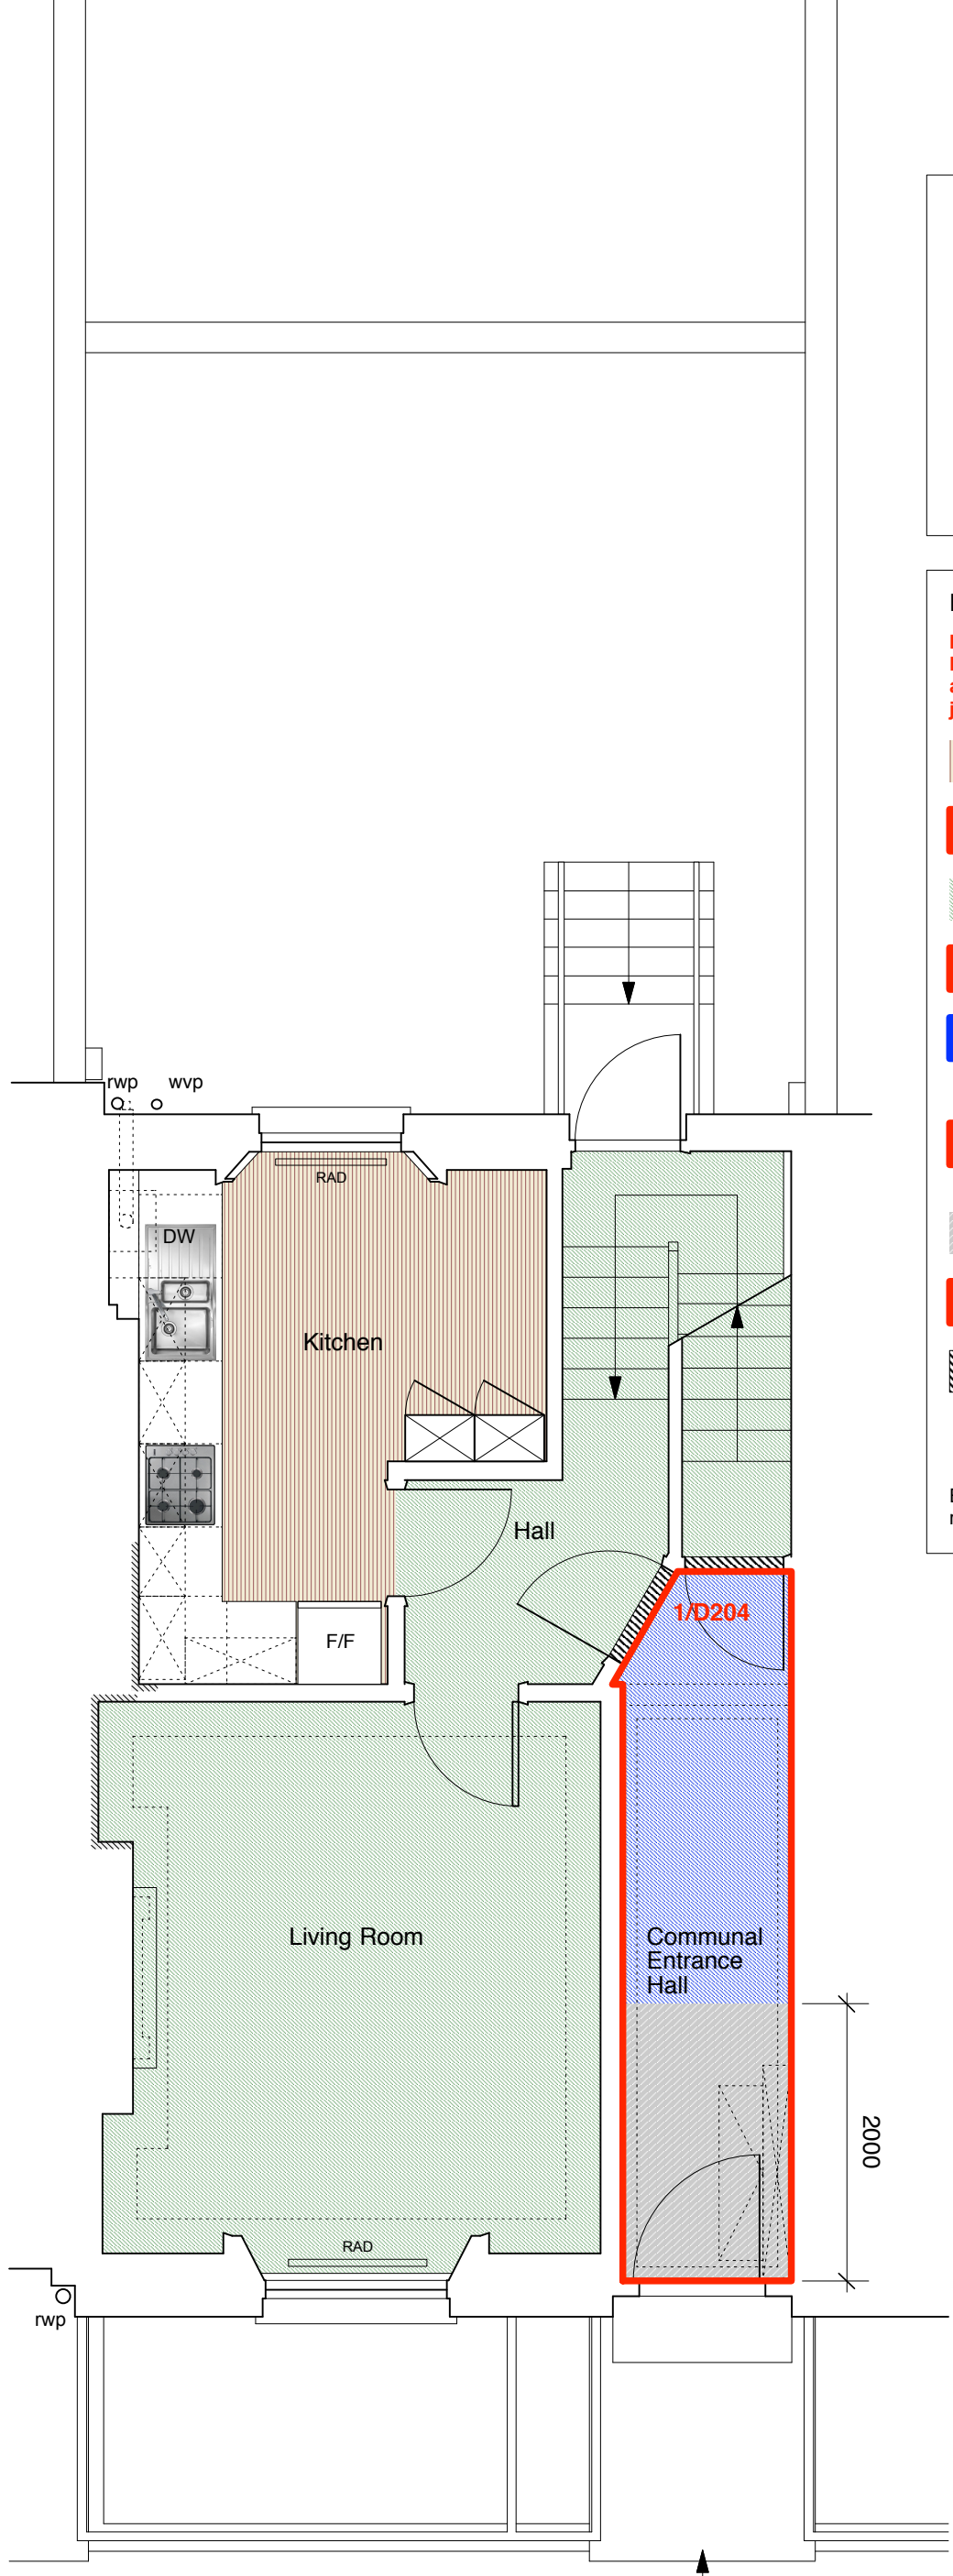 rwp
wvp
RAD
DW
Kitchen
Hall
1/D204
F/F
Living Room
Communal
Entrance
Hall
2000
RAD
rwp